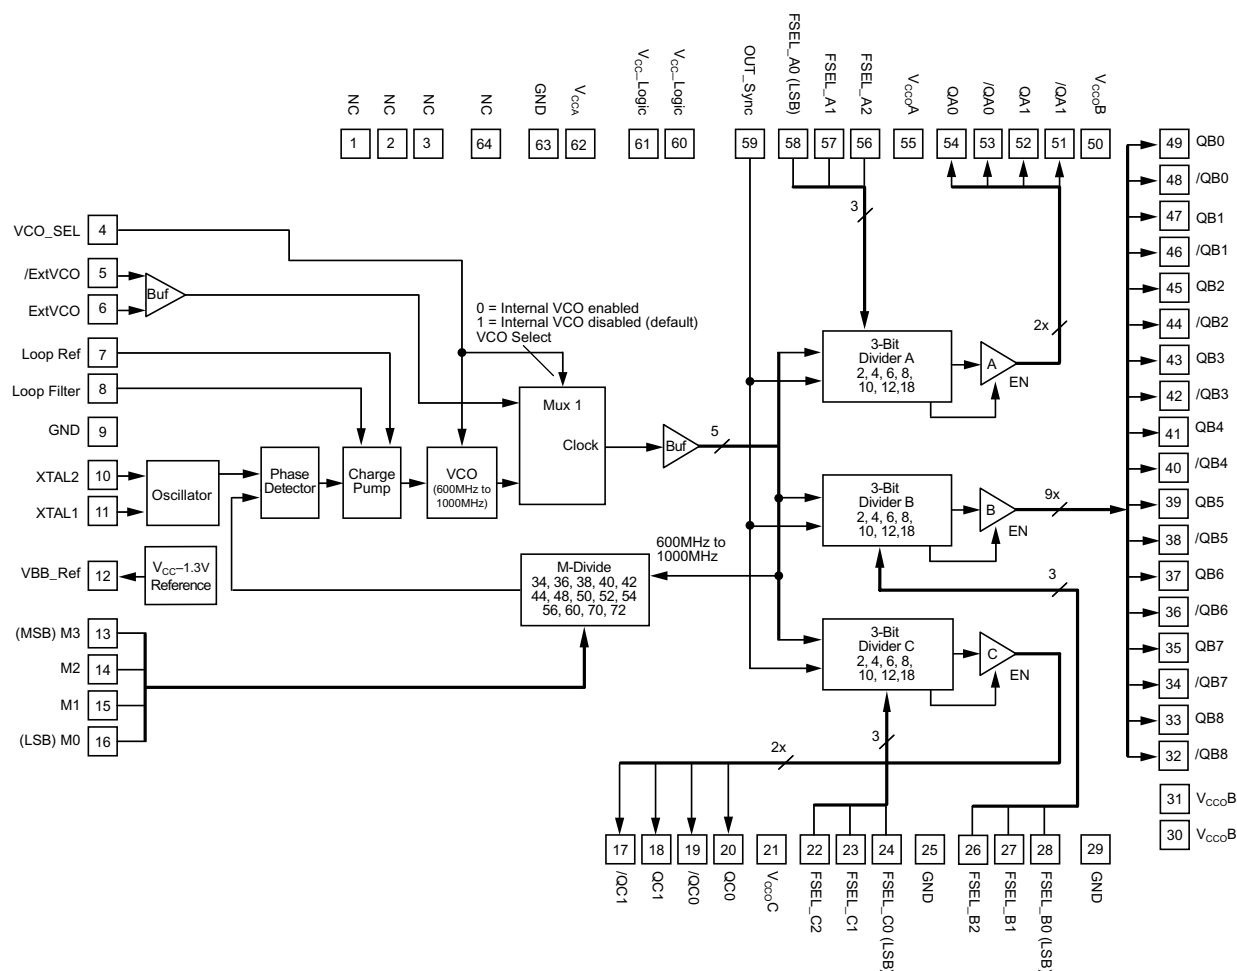 NC
NC
NC
NC
GND
VCCA
VCC_Logic
VCC_Logic
OUT_Sync
FSEL_A0 (LSB)
FSEL_A1
FSEL_A2
VCCOA
QA0
/QA0
QA1
/QA1
VCCOB
1
2
3
64
63
62
61
60
59
58
57
56
55
54
53
52
51
50
49 QB0
48 /QB0
47 QB1
46 /QB1
45 QB2
44 /QB2
43 QB3
42 /QB3
41 QB4
40 /QB4
39 QB5
38 /QB5
37 QB6
36 /QB6
35 QB7
34 /QB7
33 QB8
32 /QB8
31 VCCOB
30 VCCOB
VCO_SEL 4
/ExtVCO 5
ExtVCO 6
Loop Ref 7
Loop Filter 8
GND 9
XTAL2 10
XTAL1 11
VBB_Ref 12
(MSB) M3 13
M2 14
M1 15
(LSB) M0 16
Buf
0 = Internal VCO enabled
1 = Internal VCO disabled (default)
VCO Select
Mux 1
Clock
Buf
5
Oscillator
Phase
Detector
Charge
Pump
VCO
(600MHz to
1000MHz)
VCC–1.3V
Reference
M-Divide
34, 36, 38, 40, 42
44, 48, 50, 52, 54
56, 60, 70, 72
600MHz to
1000MHz
3
3-Bit
Divider A
2, 4, 6, 8,
10, 12,18
A
EN
2x
3-Bit
Divider B
2, 4, 6, 8,
10, 12,18
B
EN
9x
3
3-Bit
Divider C
2, 4, 6, 8,
10, 12,18
C
EN
3
2x
17
18
19
20
21
22
23
24
25
26
27
28
29
/QC1
QC1
/QC0
QC0
VCCOC
FSEL_C2
FSEL_C1
FSEL_C0 (LSB)
GND
FSEL_B2
FSEL_B1
FSEL_B0 (LSB)
GND